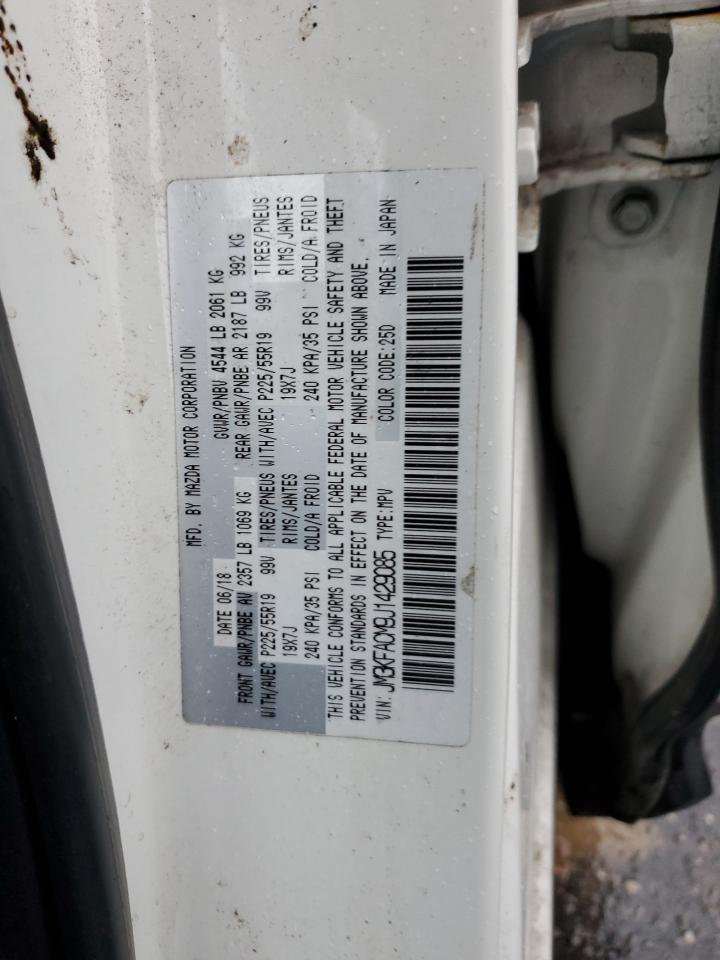 MFD. BY MAZDA MOTOR CORPORATION
DATE 06/18 GVWR/PNBV 4544 LB 2061 KG
FRONT GAWR/PNBE AV 2357 LB 1069 KG REAR GAWR/PNBE AR 2187 LB 992 KG
WITH/AVEC P225/55R19 99V TIRES/PNEUS WITH/AVEC P225/55R19 99V TIRES/PNEUS
19X7J RIMS/JANTES 19X7J RIMS/JANTES
240 KPA/35 PSI COLD/A FROID 240 KPA/35 PSI COLD/A FROID
THIS VEHICLE CONFORMS TO ALL APPLICABLE FEDERAL MOTOR VEHICLE SAFETY AND THEFT
PREVENTION STANDARDS IN EFFECT ON THE DATE OF MANUFACTURE SHOWN ABOVE.
VIN: JM3KFACM9J1429085 TYPE:MPV COLOR CODE:25D MADE IN JAPAN